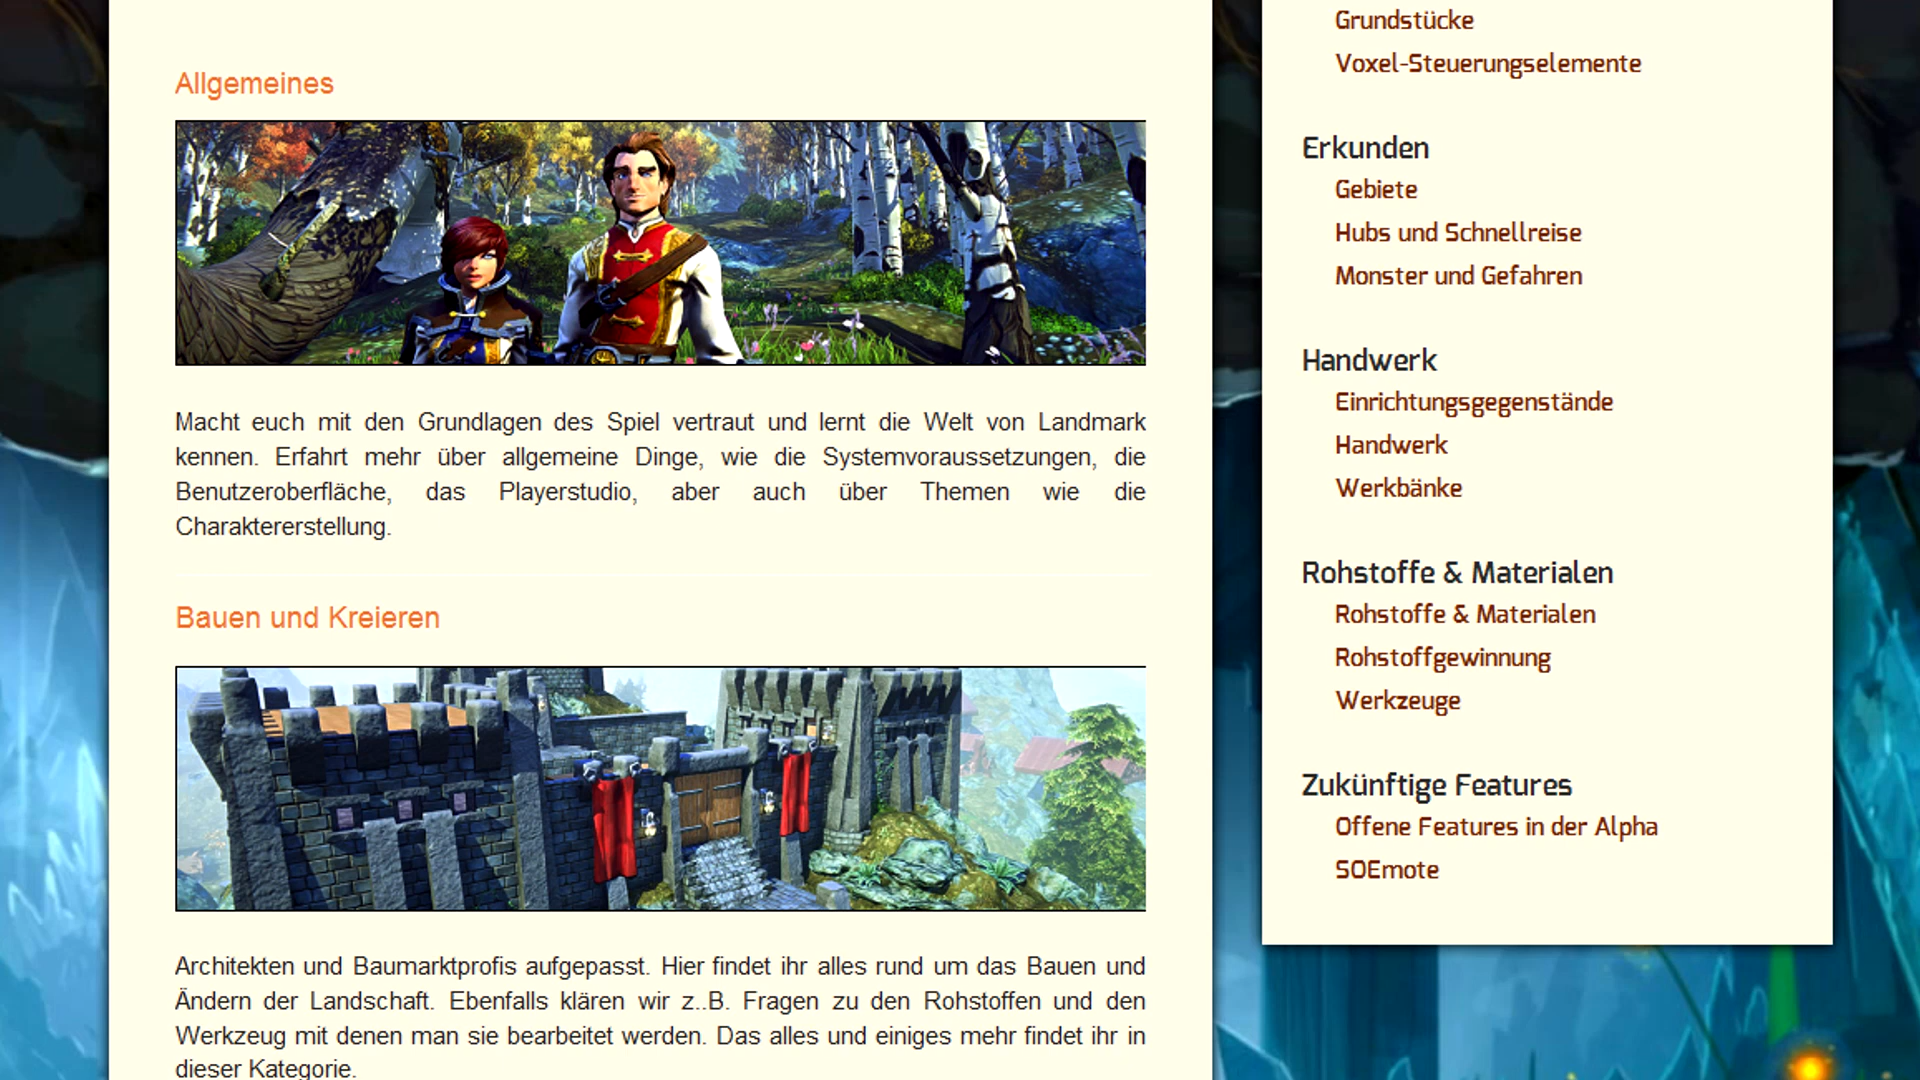 Allgemeines
Macht euch mit den Grundlagen des Spiel vertraut und lernt die Welt von Landmark
kennen. Erfahrt mehr über allgemeine Dinge, wie die Systemvoraussetzungen, die
Benutzeroberfläche, das Playerstudio, aber auch über Themen wie die
Charaktererstellung.
Bauen und Kreieren
Architekten und Baumarktprofis aufgepasst. Hier findet ihr alles rund um das Bauen und
Ändern der Landschaft. Ebenfalls klären wir z..B. Fragen zu den Rohstoffen und den
Werkzeug mit denen man sie bearbeitet werden. Das alles und einiges mehr findet ihr in
dieser Kategorie.
Grundstücke
Voxel-Steuerungselemente
Erkunden
Gebiete
Hubs und Schnellreise
Monster und Gefahren
Handwerk
Einrichtungsgegenstände
Handwerk
Werkbänke
Rohstoffe & Materialen
Rohstoffe & Materialen
Rohstoffgewinnung
Werkzeuge
Zukünftige Features
Offene Features in der Alpha
SOEmote